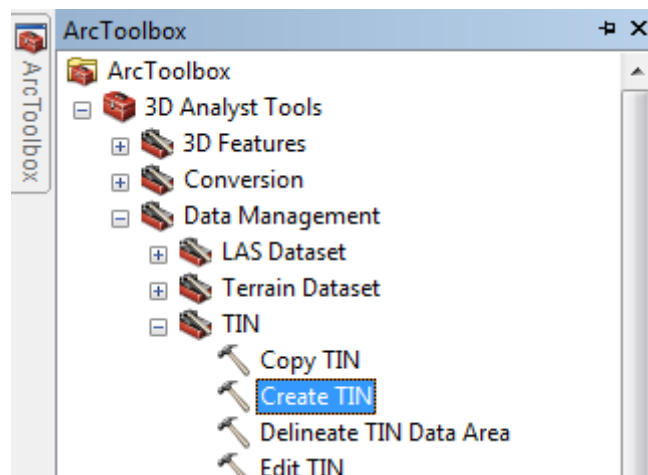 ArcToolbox
ArcToolbox
ArcToolbox
3D Analyst Tools
3D Features
Conversion
Data Management
LAS Dataset
Terrain Dataset
TIN
Copy TIN
Create TIN
Delineate TIN Data Area
Edit TIN